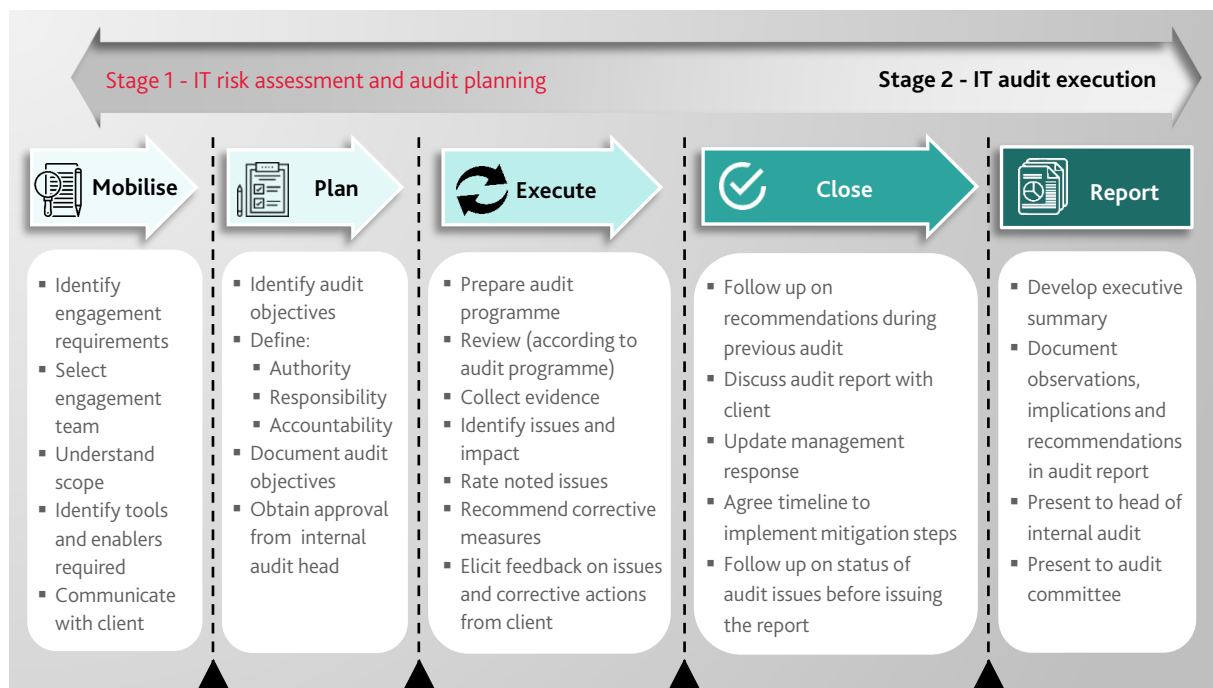 Stage 1 - IT risk assessment and audit planning
Stage 2 - IT audit execution
Mobilise
Plan
Execute
Close
Report
▪ Identify
engagement
requirements
▪ Select
engagement
team
▪ Understand
scope
▪ Identify tools
and enablers
required
▪ Communicate
with client
▪ Identify audit
objectives
▪ Define:
▪ Authority
▪ Responsibility
▪ Accountability
▪ Document audit
objectives
▪ Obtain approval
from internal
audit head
▪ Prepare audit
programme
▪ Review (according to
audit programme)
▪ Collect evidence
▪ Identify issues and
impact
▪ Rate noted issues
▪ Recommend corrective
measures
▪ Elicit feedback on issues
and corrective actions
from client
▪ Follow up on
recommendations during
previous audit
▪ Discuss audit report with
client
▪ Update management
response
▪ Agree timeline to
implement mitigation steps
▪ Follow up on status of
audit issues before issuing
the report
▪ Develop executive
summary
▪ Document
observations,
implications and
recommendations
in audit report
▪ Present to head of
internal audit
▪ Present to audit
committee